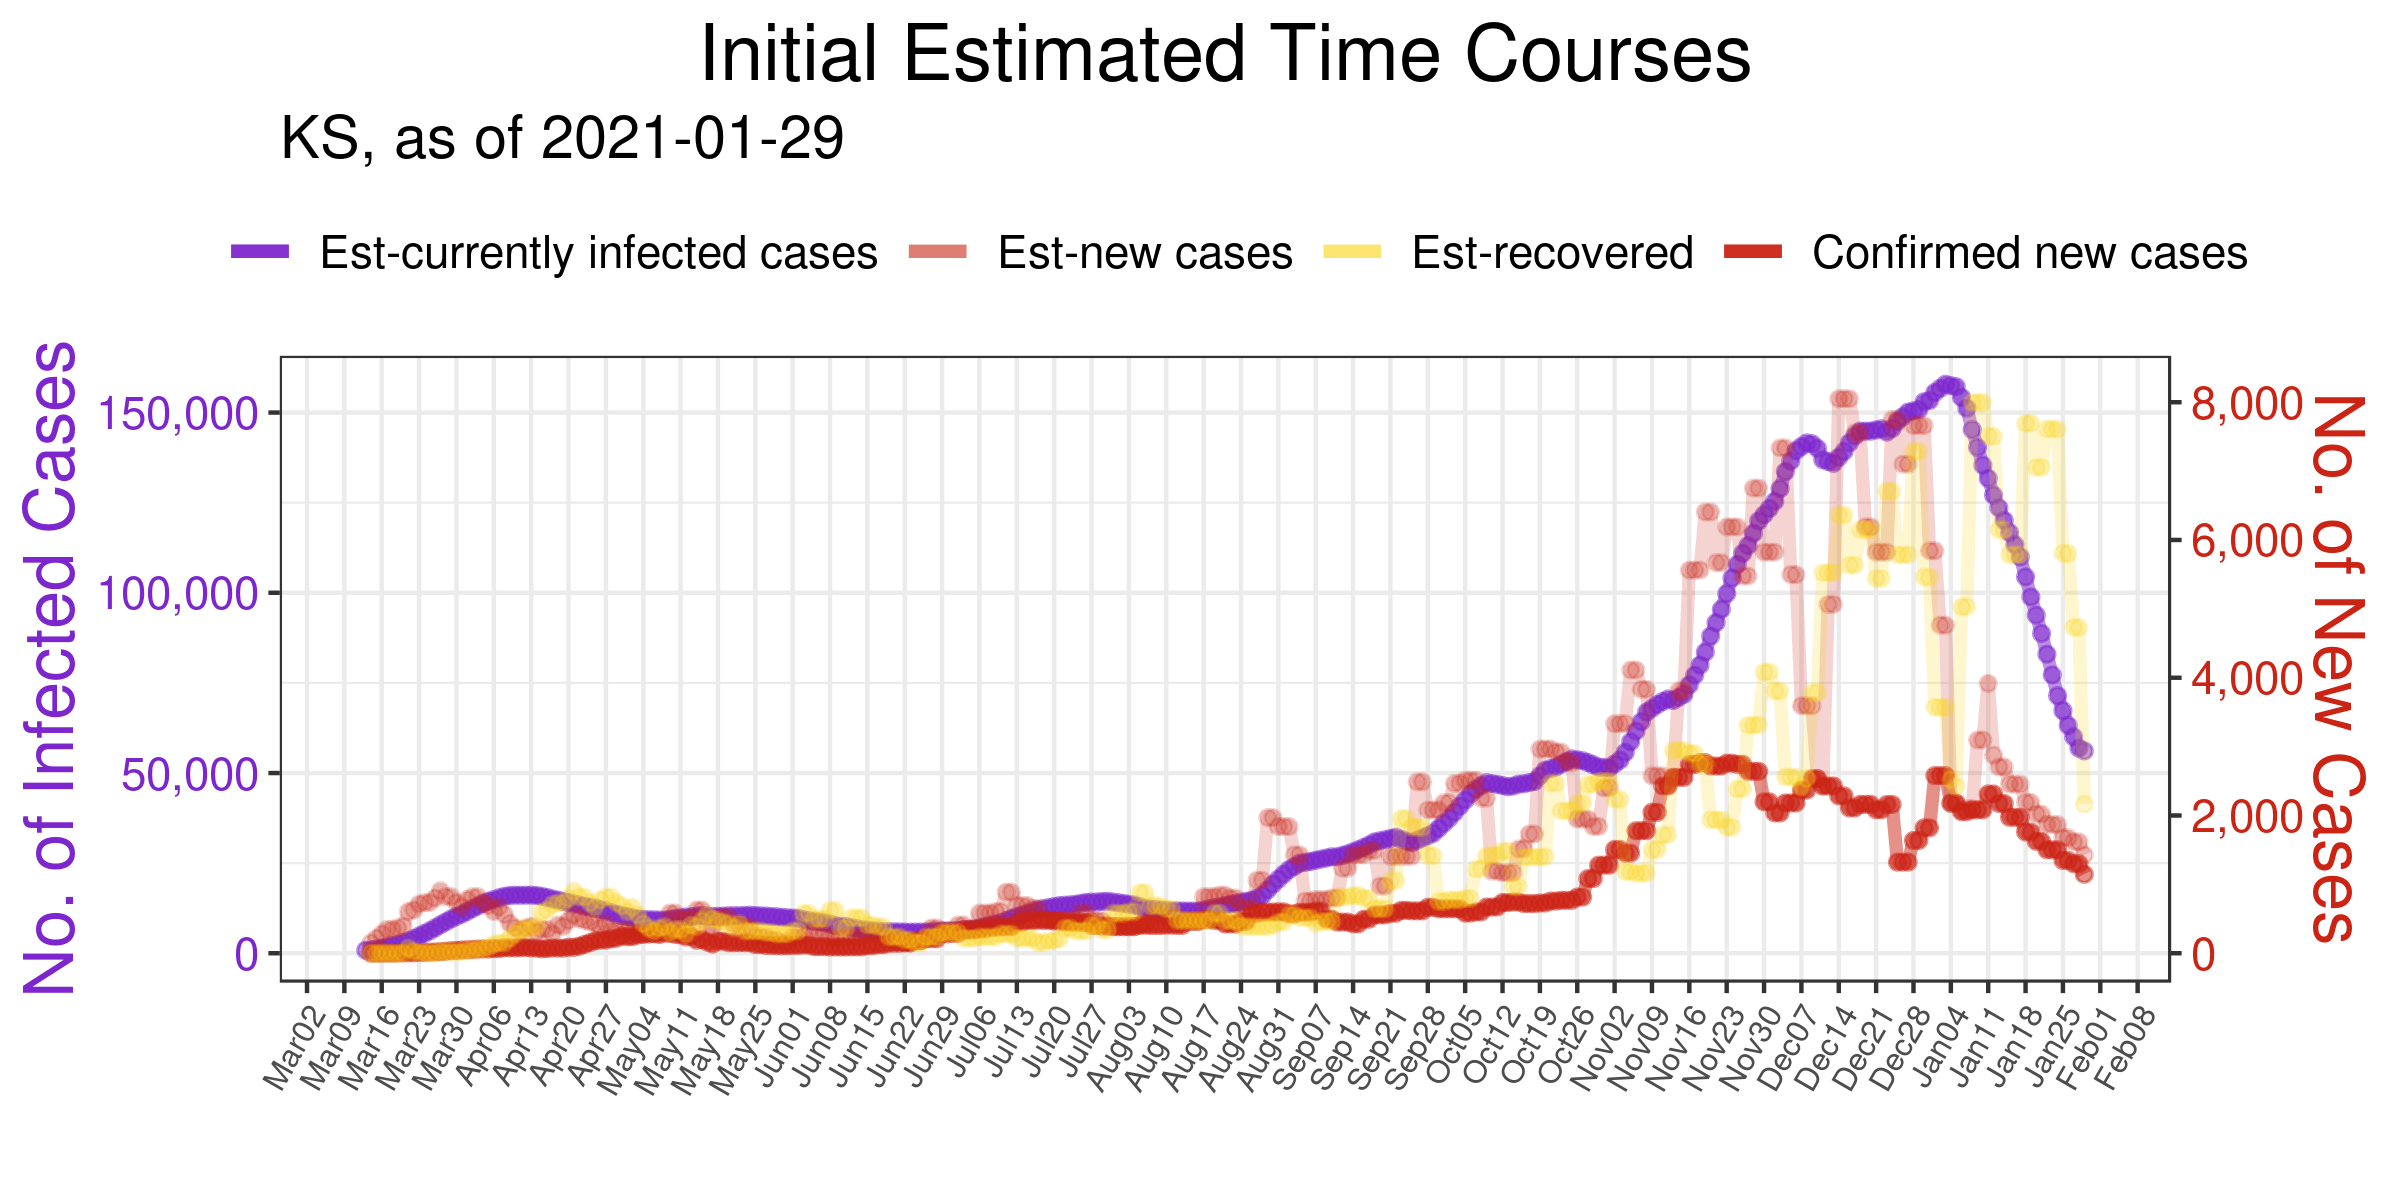 Initial Estimated Time Courses
KS, as of 2021-01-29
Est-currently infected cases Est-new cases Est-recovered Confirmed new cases
No. of Infected Cases
150,000
100,000
50,000
0
8,000
6,000
4,000
2,000
0
No. of New Cases
Mar02 Mar09 Mar16 Mar23 Mar30 Apr06 Apr13 Apr20 Apr27 May04 May11 May18 May25 Jun01 Jun08 Jun15 Jun22 Jun29 Jul06 Jul13 Jul20 Jul27 Aug03 Aug10 Aug17 Aug24 Aug31 Sep07 Sep14 Sep21 Sep28 Oct05 Oct12 Oct19 Oct26 Nov02 Nov09 Nov16 Nov23 Nov30 Dec07 Dec14 Dec21 Dec28 Jan04 Jan11 Jan18 Jan25 Feb01 Feb08